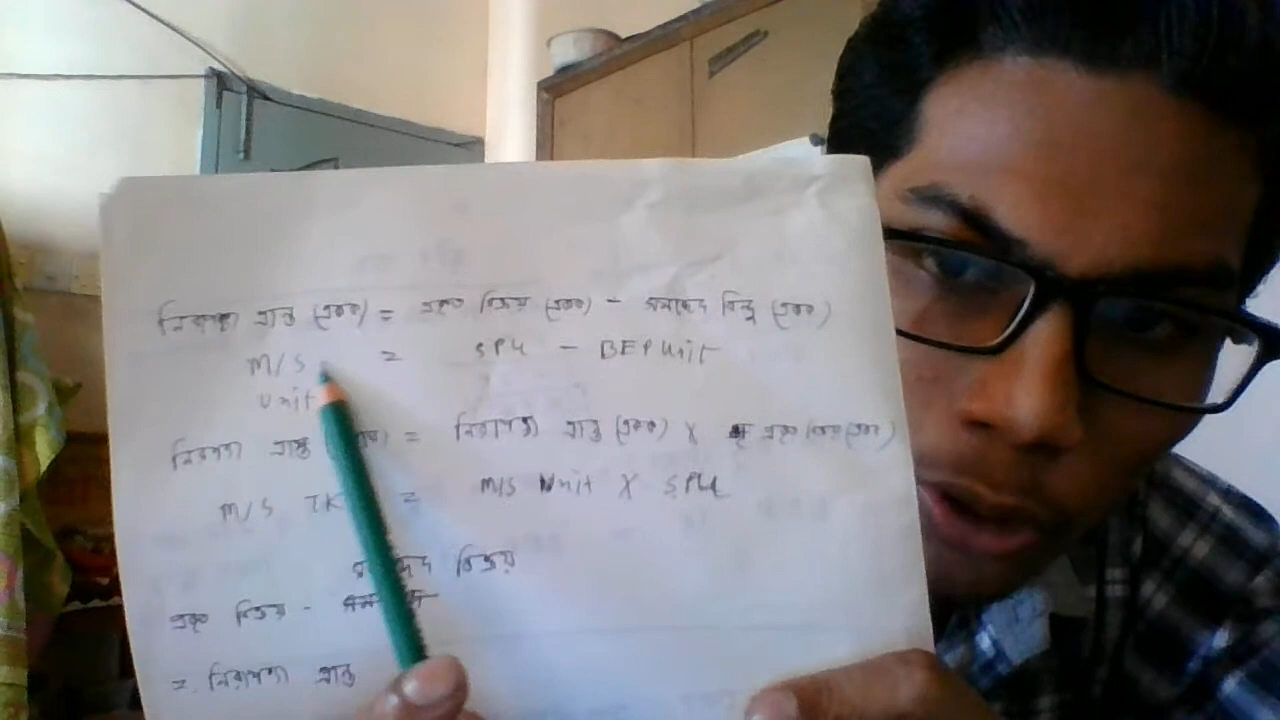 নিরাপত্তা প্রান্ত (একক) = প্রকৃত বিক্রয় (একক) - সমচ্ছেদ বিন্দু (একক)
M/S = SPU - BEP Unit
Unit
নিরাপত্তা প্রান্ত = নিরাপত্তা প্রান্ত (একক) X প্রকৃত বিক্রয় (একক)
M/S TK = M/S Unit X SPU
বিক্রয়
প্রকৃত বিক্রয় -
= নিরাপত্তা প্রান্ত